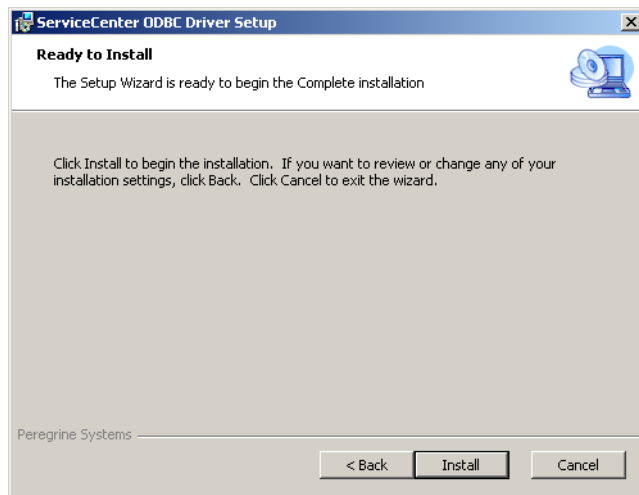 ServiceCenter ODBC Driver Setup
Ready to Install
The Setup Wizard is ready to begin the Complete installation
Click Install to begin the installation. If you want to review or change any of your
installation settings, click Back. Click Cancel to exit the wizard.
Peregrine Systems
< Back Install Cancel